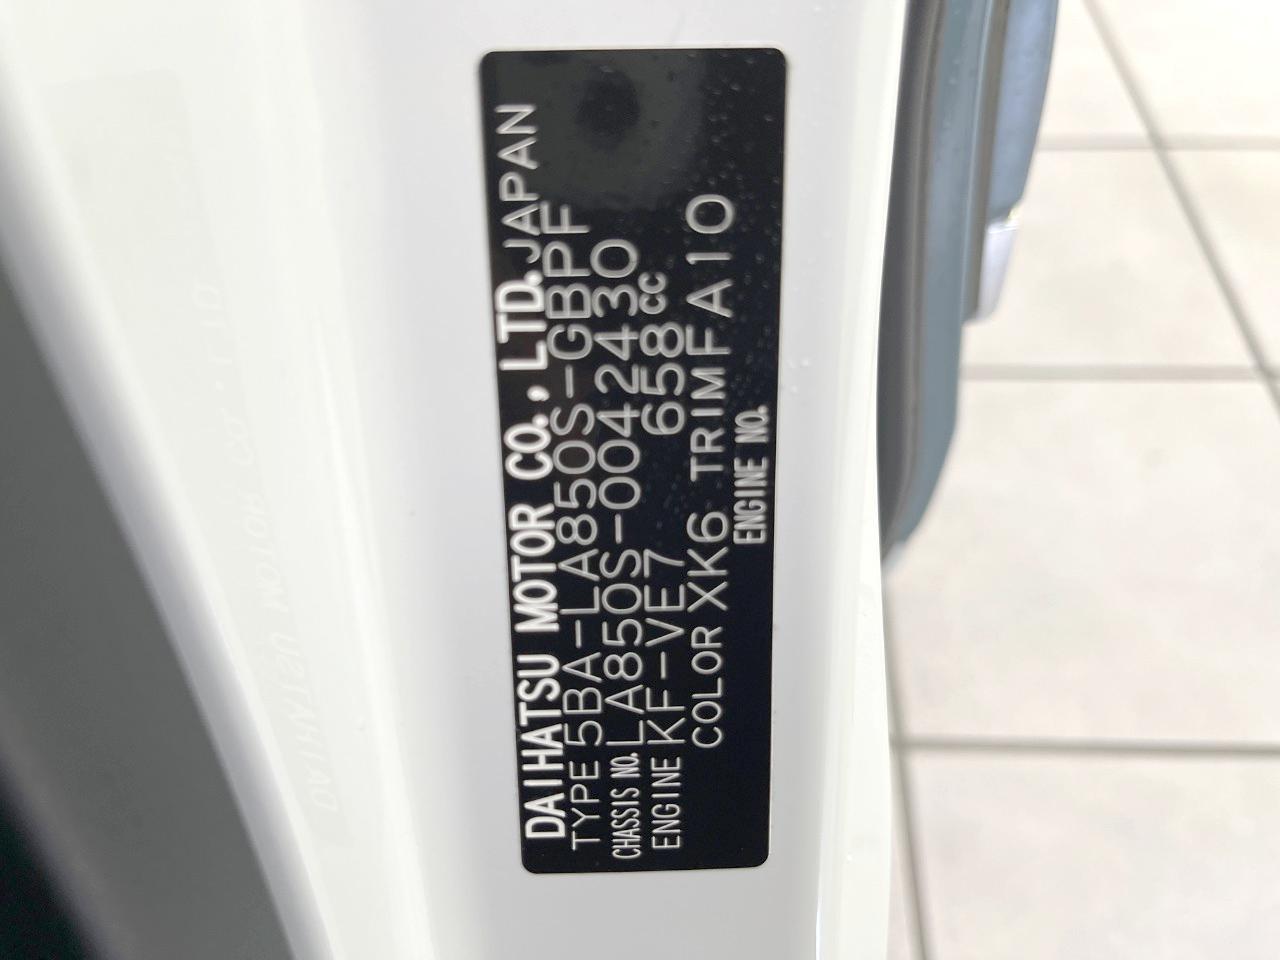 DAIHATSU MOTOR CO., LTD. JAPAN
TYPE 5BA-LA850S-GBPF
CHASSIS NO. LA850S-0042430
ENGINE KF-VE7 658CC
COLOR XK6 TRIM FA10
ENGINE NO.